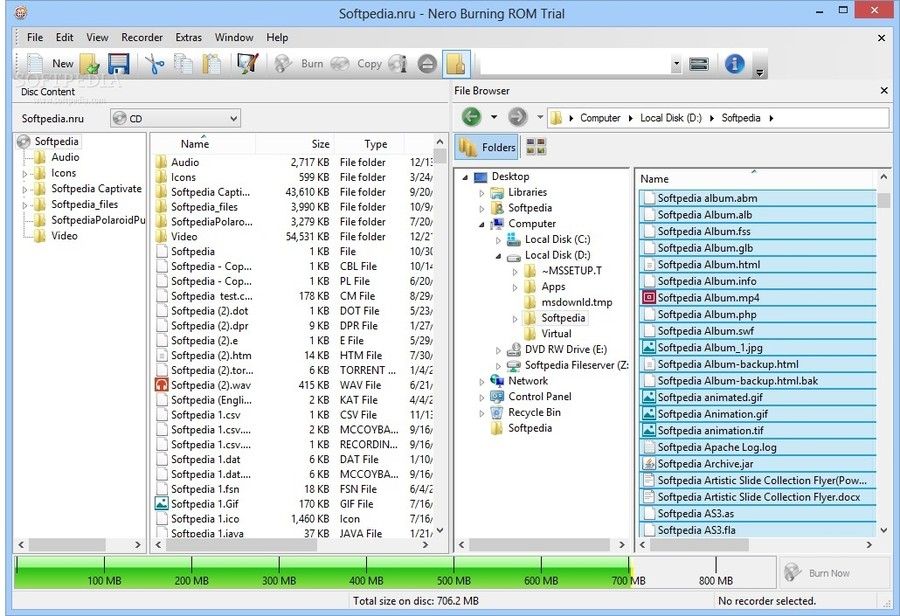 Softpedia.nru - Nero Burning ROM Trial
File Edit View Recorder Extras Window Help
New Burn Copy
SOFTPEDIA
www.softpedia.com
Disc Content
Softpedia.nru CD
Softpedia
Audio
Icons
Softpedia Captivate
Softpedia_files
SoftpediaPolaroidPu
Video
Name Size Type
Audio 2,717 KB File folder 12/13
Icons 599 KB File folder 3/24/
Softpedia Capti... 43,610 KB File folder 9/20/
Softpedia_files 3,990 KB File folder 10/9/
SoftpediaPolaro... 3,279 KB File folder 7/20/
Video 54,531 KB File folder 12/27
Softpedia 1 KB File 10/30
Softpedia - Cop... 1 KB CBL File 10/14
Softpedia - Cop... 1 KB PL File 6/20/
Softpedia test.c... 178 KB CM File 8/29/
Softpedia (2).dot 1 KB DOT File 5/23/
Softpedia (2).dpr 9 KB DPR File 1/27/
Softpedia (2).e 1 KB E File 5/29/
Softpedia (2).htm 14 KB HTM File 7/30/
Softpedia (2).tor... 6 KB TORRENT ... 1/4/2
Softpedia (2).wav 415 KB WAV File 6/21/
Softpedia (Engli... 2 KB KAT File 4/4/2
Softpedia 1.csv 1 KB CSV File 11/13
Softpedia 1.csv.... 2 KB MCCOYBA... 9/16/
Softpedia 1.csv.... 1 KB RECORDIN... 9/16/
Softpedia 1.dat 6 KB DAT File 1/10/
Softpedia 1.dat.... 6 KB MCCOYBA... 9/16/
Softpedia 1.fsn 18 KB FSN File 6/4/2
Softpedia 1.Gif 170 KB GIF File 7/16/
Softpedia 1.ico 1,460 KB Icon 7/16/
Softpedia 1.java 37 KB JAVA File 1/21/
File Browser
Computer Local Disk (D:) Softpedia
Folders
Desktop
Libraries
Softpedia
Computer
Local Disk (C:)
Local Disk (D:)
~MSSETUP.T
Apps
msdownld.tmp
Softpedia
Virtual
DVD RW Drive (E:)
Softpedia Fileserver (Z:
Network
Control Panel
Recycle Bin
Softpedia
Name
Softpedia album.abm
Softpedia Album.alb
Softpedia Album.fss
Softpedia Album.glb
Softpedia Album.html
Softpedia Album.info
Softpedia Album.mp4
Softpedia Album.php
Softpedia Album.swf
Softpedia Album_1.jpg
Softpedia Album-backup.html
Softpedia Album-backup.html.bak
Softpedia animated.gif
Softpedia Animation.gif
Softpedia animation.tif
Softpedia Apache Log.log
Softpedia Archive.jar
Softpedia Artistic Slide Collection Flyer(Pow...
Softpedia Artistic Slide Collection Flyer.docx
Softpedia AS3.as
Softpedia AS3.fla
100 MB 200 MB 300 MB 400 MB 500 MB 600 MB 700 MB 800 MB Burn Now
Total size on disc: 706.2 MB No recorder selected.